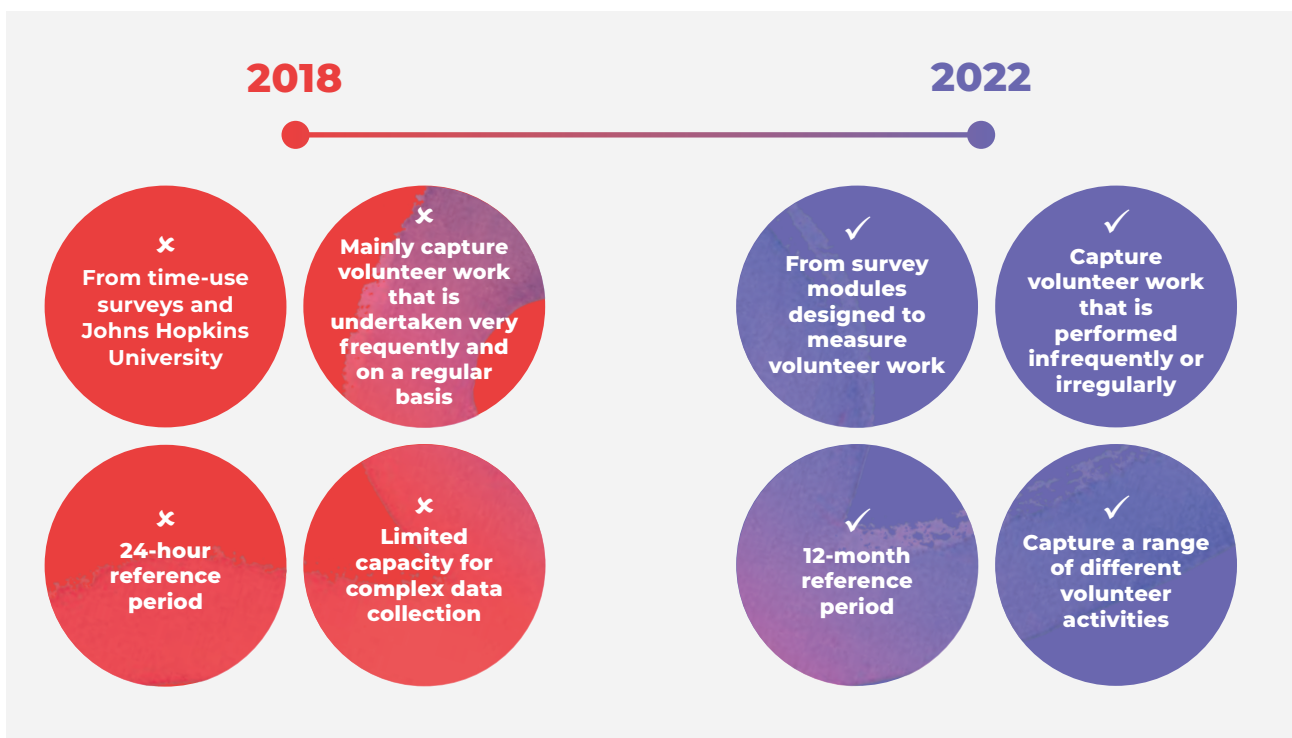 2018
2022
✘
From time-use
surveys and
Johns Hopkins
University
✘
Mainly capture
volunteer work
that is
undertaken very
frequently and
on a regular
basis
✓
From survey
modules
designed to
measure
volunteer work
✓
Capture
volunteer work
that is
performed
infrequently or
irregularly
✘
24-hour
reference
period
✘
Limited
capacity for
complex data
collection
✓
12-month
reference
period
✓
Capture a range
of different
volunteer
activities